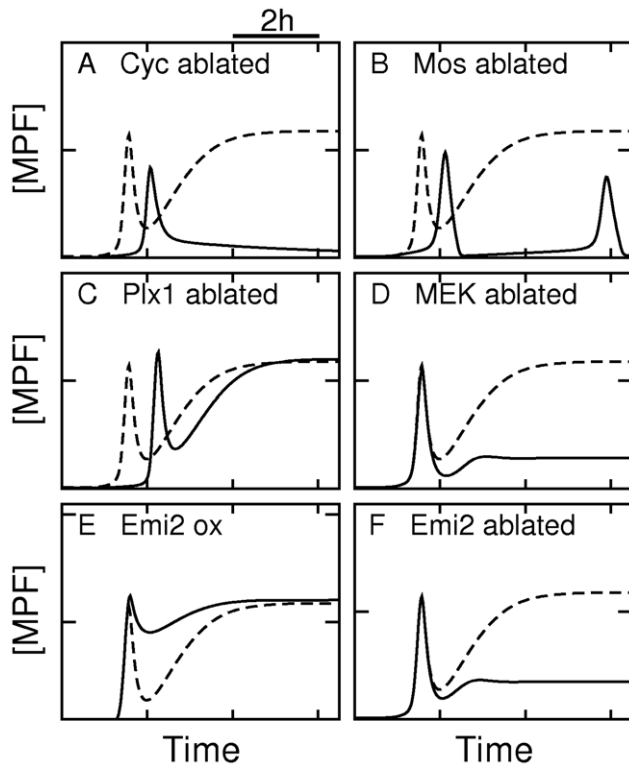 2h
A Cyc ablated
B Mos ablated
[MPF]
C Plx1 ablated
D MEK ablated
[MPF]
E Emi2 ox
F Emi2 ablated
[MPF]
Time
Time